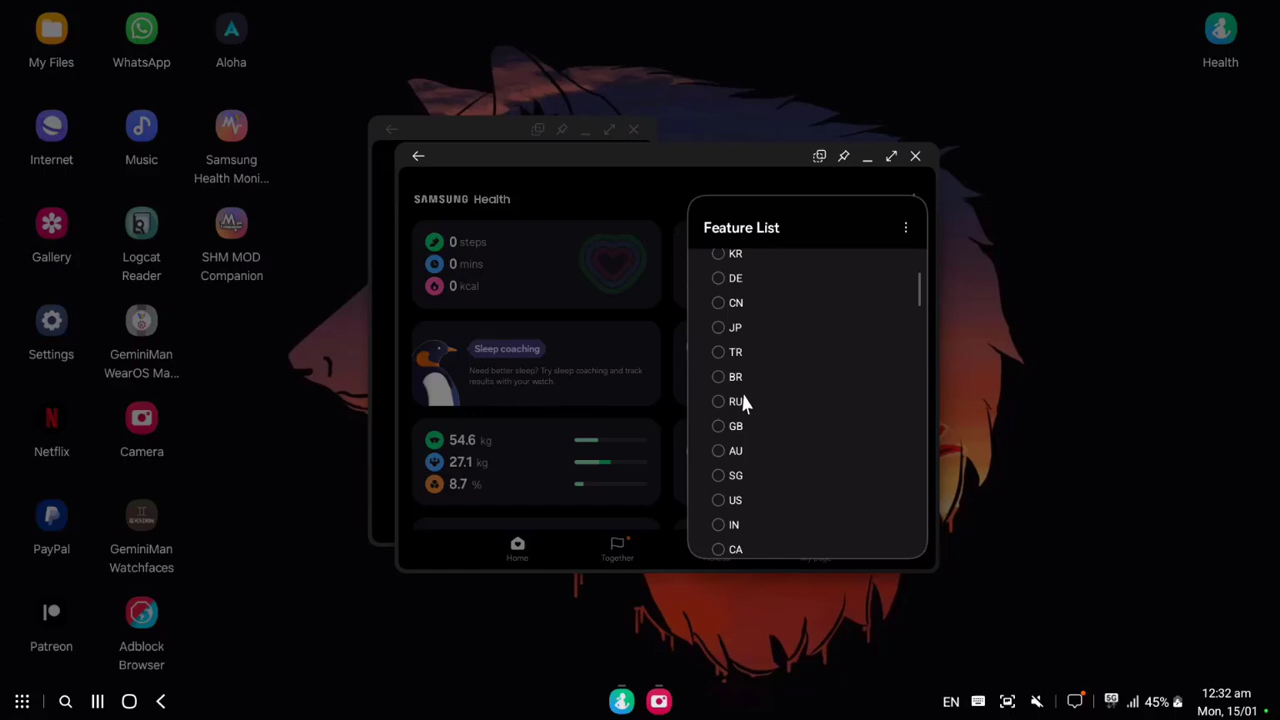 My Files
WhatsApp
Aloha
Health
Internet
Music
Samsung
Health Moni...
Gallery
Logcat
Reader
SHM MOD
Companion
Settings
GeminiMan
WearOS Ma...
Netflix
Camera
PayPal
GeminiMan
Watchfaces
Patreon
Adblock
Browser
SAMSUNG Health
0 steps
0 mins
0 kcal
Sleep coaching
Need better sleep? Try sleep coaching and track
results with your watch.
54.6 kg
27.1 kg
8.7 %
Home
Together
Feature List
KR
DE
CN
JP
TR
BR
RU
GB
AU
SG
US
IN
CA
EN
5G
45%
12:32 am
Mon, 15/01